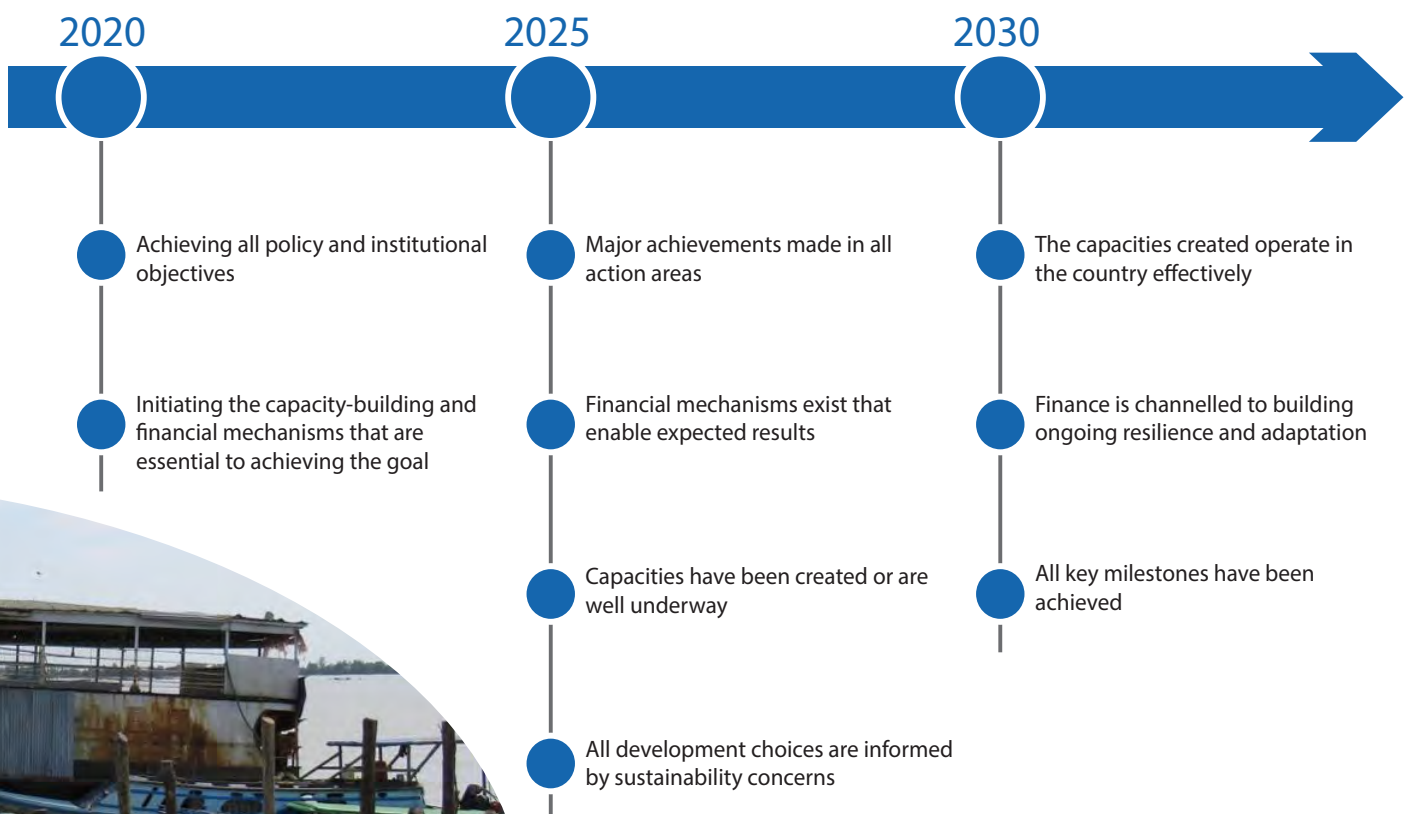 2020
Achieving all policy and institutional
objectives
Initiating the capacity-building and
financial mechanisms that are
essential to achieving the goal
2025
Major achievements made in all
action areas
Financial mechanisms exist that
enable expected results
Capacities have been created or are
well underway
All development choices are informed
by sustainability concerns
2030
The capacities created operate in
the country effectively
Finance is channelled to building
ongoing resilience and adaptation
All key milestones have been
achieved